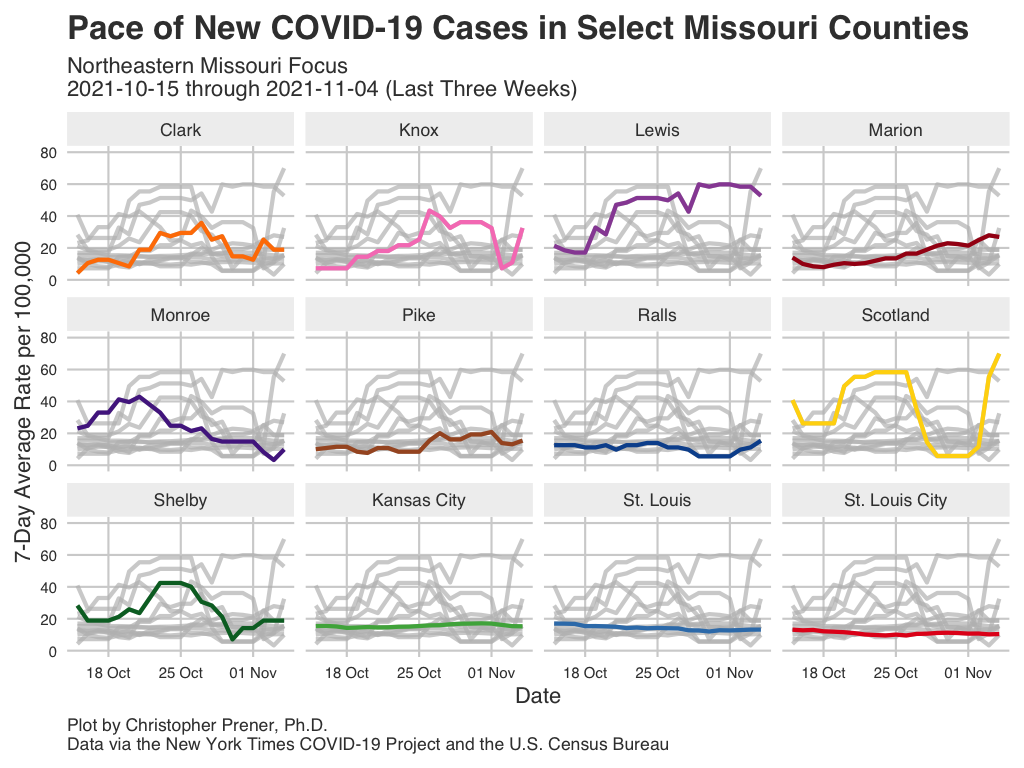 Pace of New COVID-19 Cases in Select Missouri Counties
Northeastern Missouri Focus
2021-10-15 through 2021-11-04 (Last Three Weeks)
Clark
Knox
Lewis
Marion
80
60
40
20
0
Monroe
Pike
Ralls
Scotland
80
60
40
20
0
Shelby
Kansas City
St. Louis
St. Louis City
80
60
40
20
0
7-Day Average Rate per 100,000
18 Oct 25 Oct 01 Nov 18 Oct 25 Oct 01 Nov 18 Oct 25 Oct 01 Nov 18 Oct 25 Oct 01 Nov
Date
Plot by Christopher Prener, Ph.D.
Data via the New York Times COVID-19 Project and the U.S. Census Bureau